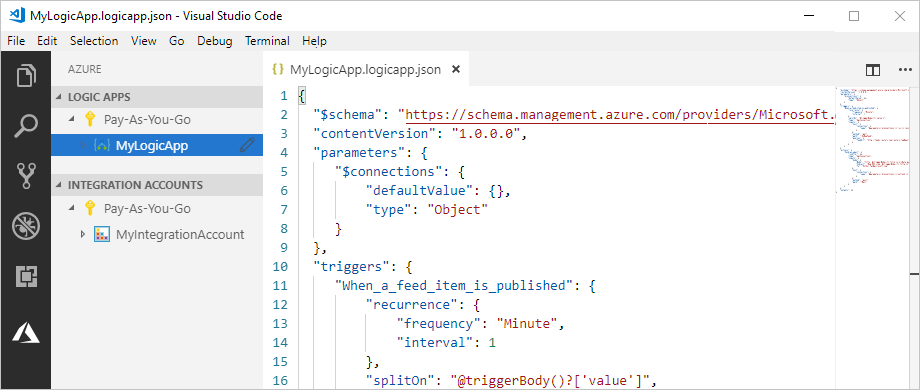 MyLogicApp.logicapp.json - Visual Studio Code
File Edit Selection View Go Debug Terminal Help
AZURE
LOGIC APPS
Pay-As-You-Go
MyLogicApp
INTEGRATION ACCOUNTS
Pay-As-You-Go
MyIntegrationAccount
{} MyLogicApp.logicapp.json ×
1 {
2 "$schema": "https://schema.management.azure.com/providers/Microsoft.
3 "contentVersion": "1.0.0.0",
4 "parameters": {
5 "$connections": {
6 "defaultValue": {},
7 "type": "Object"
8 }
9 },
10 "triggers": {
11 "When_a_feed_item_is_published": {
12 "recurrence": {
13 "frequency": "Minute",
14 "interval": 1
15 },
16 "splitOn": "@triggerBody()?['value']",